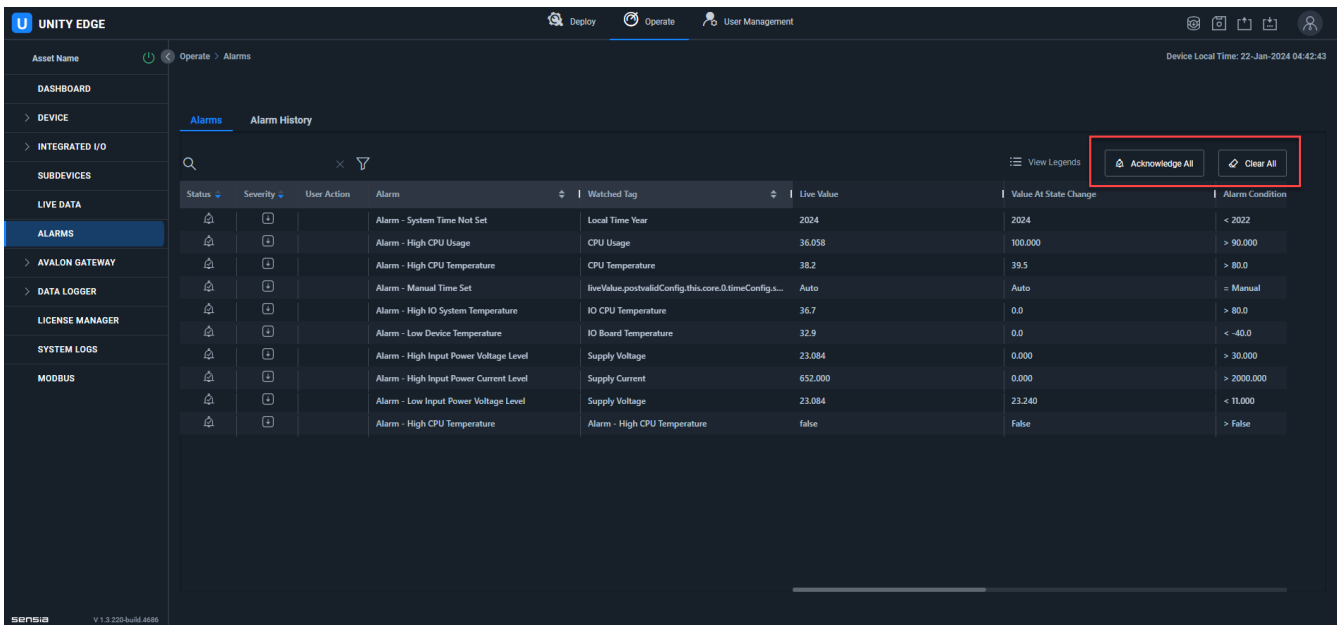 U UNITY EDGE
Deploy
Operate
User Management
Asset Name
Operate > Alarms
Device Local Time: 22-Jan-2024 04:42:43
DASHBOARD
DEVICE
INTEGRATED I/O
SUBDEVICES
LIVE DATA
ALARMS
AVALON GATEWAY
DATA LOGGER
LICENSE MANAGER
SYSTEM LOGS
MODBUS
Alarms Alarm History
View Legends Acknowledge All Clear All
Status Severity User Action Alarm Watched Tag Live Value Value At State Change Alarm Condition
Alarm - System Time Not Set Local Time Year 2024 2024 < 2022
Alarm - High CPU Usage CPU Usage 36.058 100.000 > 90.000
Alarm - High CPU Temperature CPU Temperature 38.2 39.5 > 80.0
Alarm - Manual Time Set liveValue.postvalidConfig.this.core.0.timeConfig.s... Auto Auto = Manual
Alarm - High IO System Temperature IO CPU Temperature 36.7 0.0 > 80.0
Alarm - Low Device Temperature IO Board Temperature 32.9 0.0 < -40.0
Alarm - High Input Power Voltage Level Supply Voltage 23.084 0.000 > 30.000
Alarm - High Input Power Current Level Supply Current 652.000 0.000 > 2000.000
Alarm - Low Input Power Voltage Level Supply Voltage 23.084 23.240 < 11.000
Alarm - High CPU Temperature Alarm - High CPU Temperature false False > False
sensia V 1.3.220-build.4686